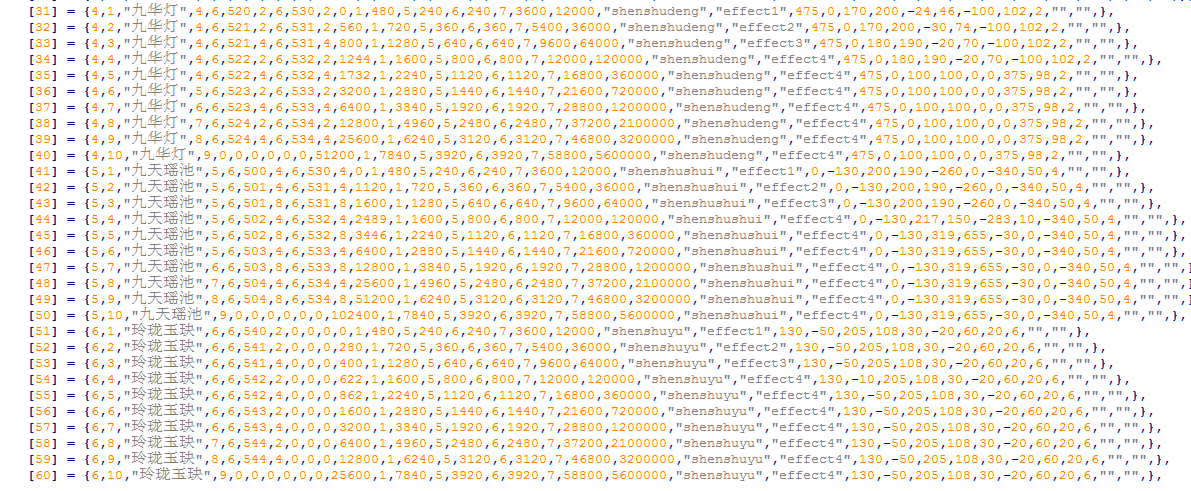 [31] = {4,1,"九华灯",4,6,520,2,6,530,2,0,1,480,5,240,6,240,7,3600,12000,"shenshudeng","effect1",475,0,170,200,-24,46,-100,102,2,"","",},
[32] = {4,2,"九华灯",4,6,521,2,6,531,2,560,1,720,5,360,6,360,7,5400,36000,"shenshudeng","effect2",475,0,170,200,-30,74,-100,102,2,"","",},
[33] = {4,3,"九华灯",4,6,521,4,6,531,4,800,1,1280,5,640,6,640,7,9600,64000,"shenshudeng","effect3",475,0,180,190,-20,70,-100,102,2,"","",},
[34] = {4,4,"九华灯",4,6,522,2,6,532,2,1244,1,1600,5,800,6,800,7,12000,120000,"shenshudeng","effect4",475,0,180,190,-20,70,-100,102,2,"","",},
[35] = {4,5,"九华灯",4,6,522,4,6,532,4,1732,1,2240,5,1120,6,1120,7,16800,360000,"shenshudeng","effect4",475,0,100,100,0,0,375,98,2,"","",},
[36] = {4,6,"九华灯",5,6,523,2,6,533,2,3200,1,2880,5,1440,6,1440,7,21600,720000,"shenshudeng","effect4",475,0,100,100,0,0,375,98,2,"","",},
[37] = {4,7,"九华灯",6,6,523,4,6,533,4,6400,1,3840,5,1920,6,1920,7,28800,1200000,"shenshudeng","effect4",475,0,100,100,0,0,375,98,2,"","",},
[38] = {4,8,"九华灯",7,6,524,2,6,534,2,12800,1,4960,5,2480,6,2480,7,37200,2100000,"shenshudeng","effect4",475,0,100,100,0,0,375,98,2,"","",},
[39] = {4,9,"九华灯",8,6,524,4,6,534,4,25600,1,6240,5,3120,6,3120,7,46800,3200000,"shenshudeng","effect4",475,0,100,100,0,0,375,98,2,"","",},
[40] = {4,10,"九华灯",9,0,0,0,0,0,0,51200,1,7840,5,3920,6,3920,7,58800,5600000,"shenshudeng","effect4",475,0,100,100,0,0,375,98,2,"","",},
[41] = {5,1,"九天瑶池",5,6,500,4,6,530,4,0,1,480,5,240,6,240,7,3600,12000,"shenshushui","effect1",0,-130,200,190,-260,0,-340,50,4,"","",},
[42] = {5,2,"九天瑶池",5,6,501,4,6,531,4,1120,1,720,5,360,6,360,7,5400,36000,"shenshushui","effect2",0,-130,200,190,-260,0,-340,50,4,"","",},
[43] = {5,3,"九天瑶池",5,6,501,8,6,531,8,1600,1,1280,5,640,6,640,7,9600,64000,"shenshushui","effect3",0,-130,200,190,-260,0,-340,50,4,"","",},
[44] = {5,4,"九天瑶池",5,6,502,4,6,532,4,2489,1,1600,5,800,6,800,7,12000,120000,"shenshushui","effect4",0,-130,217,150,-283,10,-340,50,4,"","",},
[45] = {5,5,"九天瑶池",5,6,502,8,6,532,8,3446,1,2240,5,1120,6,1120,7,16800,360000,"shenshushui","effect4",0,-130,319,655,-30,0,-340,50,4,"","",},
[46] = {5,6,"九天瑶池",5,6,503,4,6,533,4,6400,1,2880,5,1440,6,1440,7,21600,720000,"shenshushui","effect4",0,-130,319,655,-30,0,-340,50,4,"","",},
[47] = {5,7,"九天瑶池",6,6,503,8,6,533,8,12800,1,3840,5,1920,6,1920,7,28800,1200000,"shenshushui","effect4",0,-130,319,655,-30,0,-340,50,4,"","",}
[48] = {5,8,"九天瑶池",7,6,504,4,6,534,4,25600,1,4960,5,2480,6,2480,7,37200,2100000,"shenshushui","effect4",0,-130,319,655,-30,0,-340,50,4,"","",}
[49] = {5,9,"九天瑶池",8,6,504,8,6,534,8,51200,1,6240,5,3120,6,3120,7,46800,3200000,"shenshushui","effect4",0,-130,319,655,-30,0,-340,50,4,"","",}
[50] = {5,10,"九天瑶池",9,0,0,0,0,0,0,102400,1,7840,5,3920,6,3920,7,58800,5600000,"shenshushui","effect4",0,-130,319,655,-30,0,-340,50,4,"","",},
[51] = {6,1,"玲珑玉玦",6,6,540,2,0,0,0,0,1,480,5,240,6,240,7,3600,12000,"shenshuyu","effect1",130,-50,205,108,30,-20,60,20,6,"","",},
[52] = {6,2,"玲珑玉玦",6,6,541,2,0,0,0,280,1,720,5,360,6,360,7,5400,36000,"shenshuyu","effect2",130,-50,205,108,30,-20,60,20,6,"","",},
[53] = {6,3,"玲珑玉玦",6,6,541,4,0,0,0,400,1,1280,5,640,6,640,7,9600,64000,"shenshuyu","effect3",130,-50,205,108,30,-20,60,20,6,"","",},
[54] = {6,4,"玲珑玉玦",6,6,542,2,0,0,0,622,1,1600,5,800,6,800,7,12000,120000,"shenshuyu","effect4",130,-10,205,108,30,-20,60,20,6,"","",},
[55] = {6,5,"玲珑玉玦",6,6,542,4,0,0,0,862,1,2240,5,1120,6,1120,7,16800,360000,"shenshuyu","effect4",130,-50,205,108,30,-20,60,20,6,"","",},
[56] = {6,6,"玲珑玉玦",6,6,543,2,0,0,0,1600,1,2880,5,1440,6,1440,7,21600,720000,"shenshuyu","effect4",130,-50,205,108,30,-20,60,20,6,"","",},
[57] = {6,7,"玲珑玉玦",6,6,543,4,0,0,0,3200,1,3840,5,1920,6,1920,7,28800,1200000,"shenshuyu","effect4",130,-50,205,108,30,-20,60,20,6,"","",},
[58] = {6,8,"玲珑玉玦",7,6,544,2,0,0,0,6400,1,4960,5,2480,6,2480,7,37200,2100000,"shenshuyu","effect4",130,-50,205,108,30,-20,60,20,6,"","",},
[59] = {6,9,"玲珑玉玦",8,6,544,4,0,0,0,12800,1,6240,5,3120,6,3120,7,46800,3200000,"shenshuyu","effect4",130,-50,205,108,30,-20,60,20,6,"","",},
[60] = {6,10,"玲珑玉玦",9,0,0,0,0,0,0,25600,1,7840,5,3920,6,3920,7,58800,5600000,"shenshuyu","effect4",130,-50,205,108,30,-20,60,20,6,"","",},